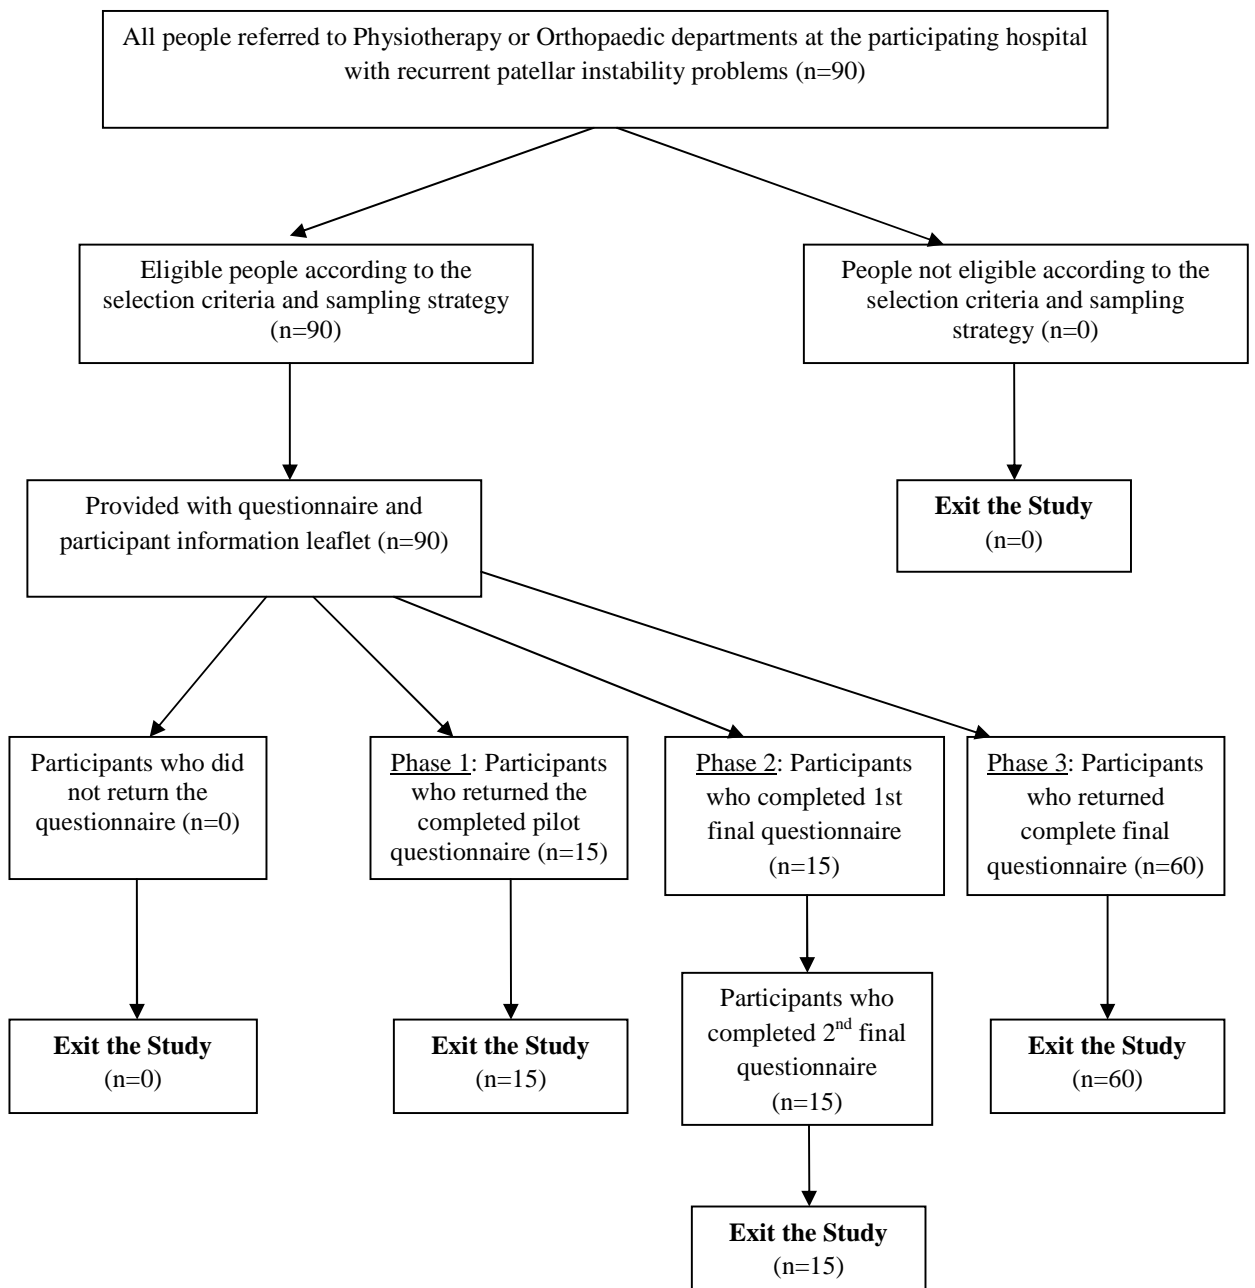 All people referred to Physiotherapy or Orthopaedic departments at the participating hospital
with recurrent patellar instability problems (n=90)
Eligible people according to the
selection criteria and sampling strategy
(n=90)
People not eligible according to the
selection criteria and sampling
strategy (n=0)
Provided with questionnaire and
participant information leaflet (n=90)
Exit the Study
(n=0)
Participants who did
not return the
questionnaire (n=0)
Phase 1: Participants
who returned the
completed pilot
questionnaire (n=15)
Phase 2: Participants
who completed 1st
final questionnaire
(n=15)
Phase 3: Participants
who returned
complete final
questionnaire (n=60)
Exit the Study
(n=0)
Exit the Study
(n=15)
Participants who
completed 2nd final
questionnaire
(n=15)
Exit the Study
(n=60)
Exit the Study
(n=15)